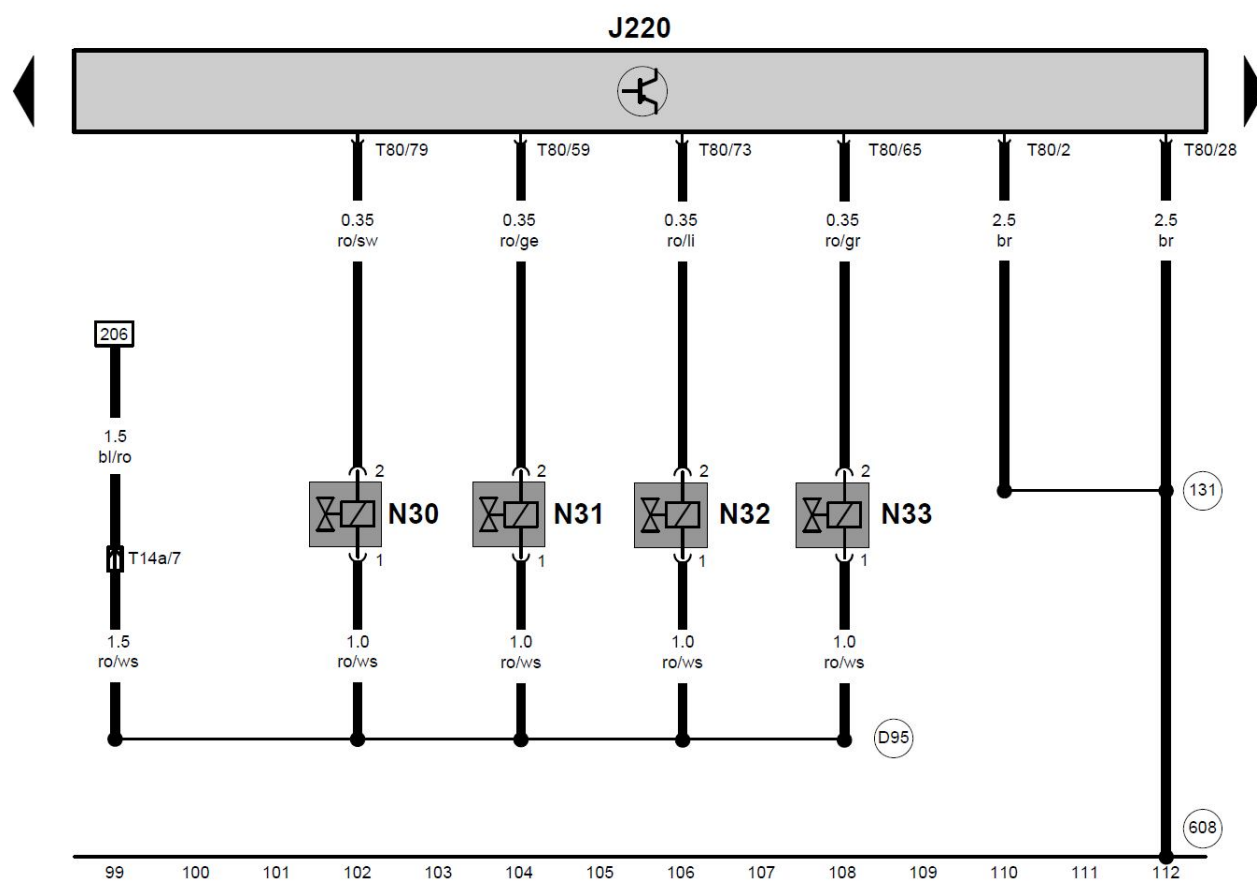 J220
T80/79 T80/59 T80/73 T80/65 T80/2 T80/28
0.35 0.35 0.35 0.35 2.5 2.5
ro/sw ro/ge ro/li ro/gr br br
206
1.5
bl/ro
2 2 2 2
131
N30 N31 N32 N33
T14a/7
1 1 1 1
1.5 1.0 1.0 1.0 1.0
ro/ws ro/ws ro/ws ro/ws ro/ws
D95
608
99 100 101 102 103 104 105 106 107 108 109 110 111 112